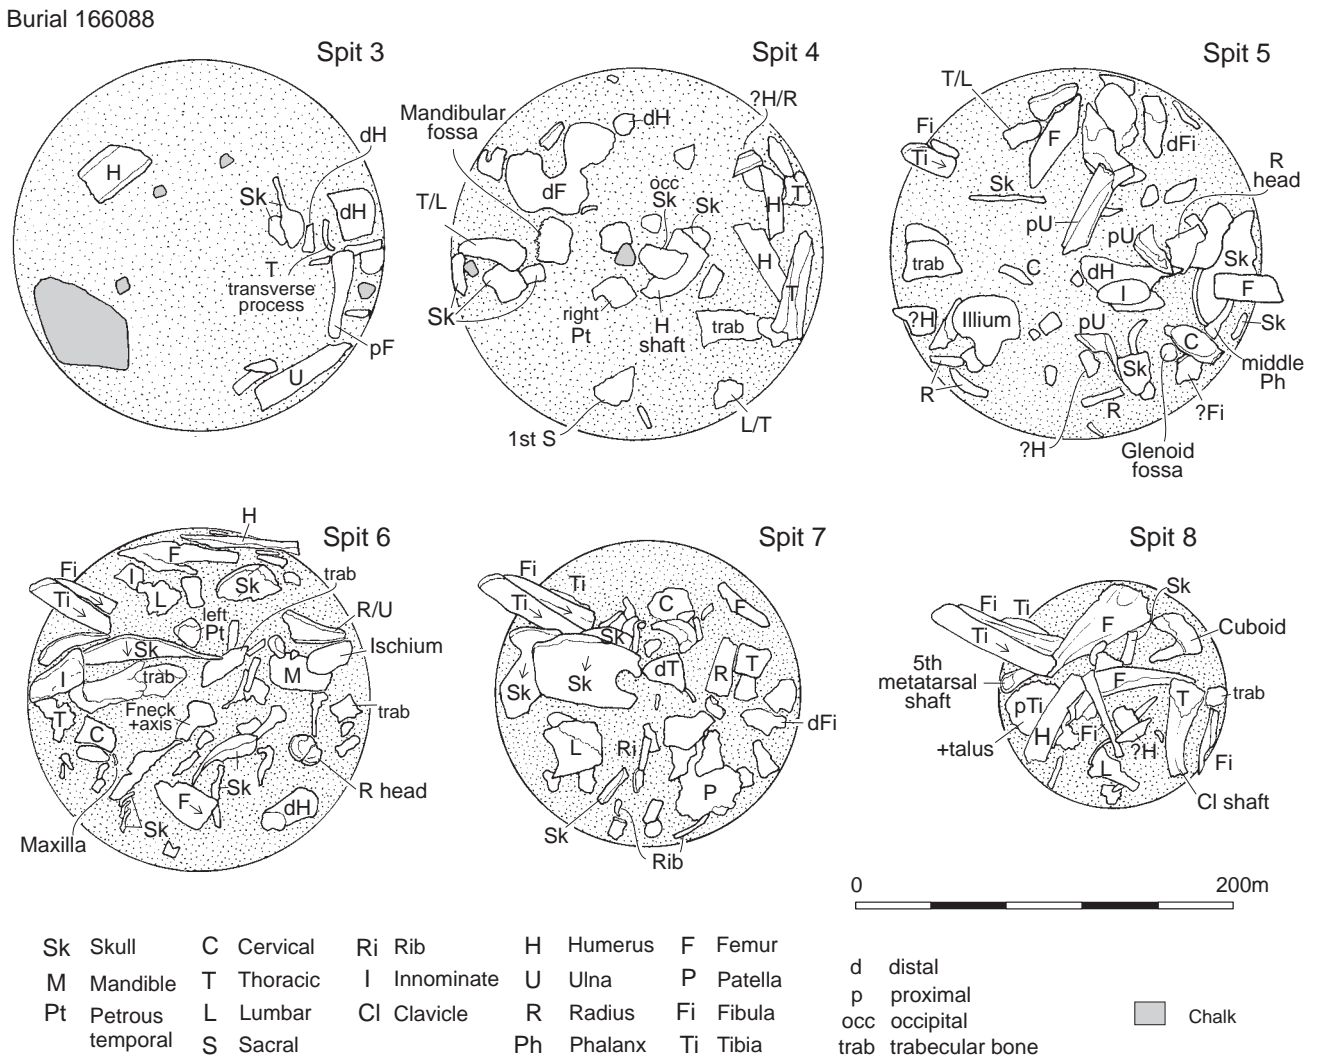 Burial 166088
Spit 3
H
Sk
dH
dH
T
transverse
process
pF
U
Spit 4
Mandibular
fossa
dH
?H/R
dF
T/L
occ
Sk
Sk
H
T
H
T
Sk
right
Pt
H
shaft
trab
1st S
L/T
Spit 5
T/L
Fi
Ti
F
dFi
R
head
Sk
pU
pU
trab
C
dH
I
Sk
F
?H
Illium
pU
Sk
C
Sk
middle
Ph
R
R
?Fi
?H
Glenoid
fossa
Spit 6
H
F
Fi
Ti
I
L
Sk
trab
left
Pt
R/U
Sk
Ischium
I
trab
M
T
Fneck
+axis
trab
C
F
Sk
R head
dH
Maxilla
Sk
Spit 7
Fi
Ti
Ti
C
F
Sk
Sk
Sk
dT
R
T
dFi
L
Ri
P
Sk
Rib
Spit 8
Sk
Fi
Ti
Ti
F
Cuboid
5th
metatarsal
shaft
F
pTi
T
trab
+talus
H
Fi
?H
L
Fi
Cl shaft
0 200m
Sk Skull
M Mandible
Pt Petrous
temporal
C Cervical
T Thoracic
L Lumbar
S Sacral
Ri Rib
I Innominate
Cl Clavicle
H Humerus
U Ulna
R Radius
Ph Phalanx
F Femur
P Patella
Fi Fibula
Ti Tibia
d distal
p proximal
occ occipital
trab trabecular bone
Chalk